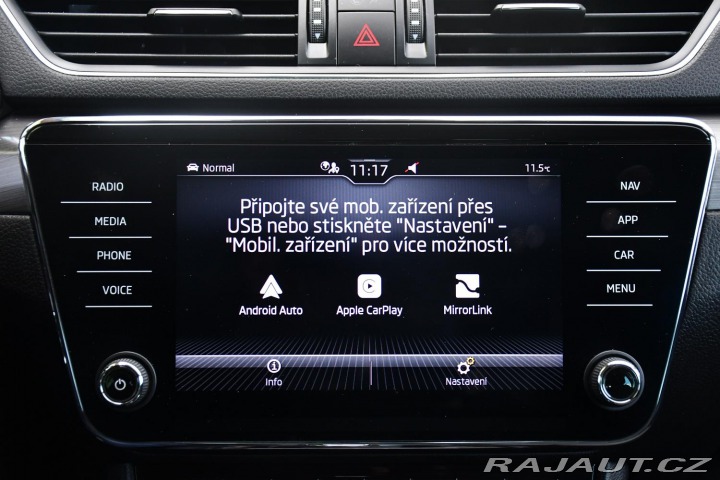 Normal
11:17
11.5°C
RADIO
MEDIA
PHONE
VOICE
Připojte své mob. zařízení přes
USB nebo stiskněte "Nastavení" –
"Mobil. zařízení" pro více možností.
Android Auto
Apple CarPlay
MirrorLink
Info
Nastavení
NAV
APP
CAR
MENU
RAJAUT.CZ